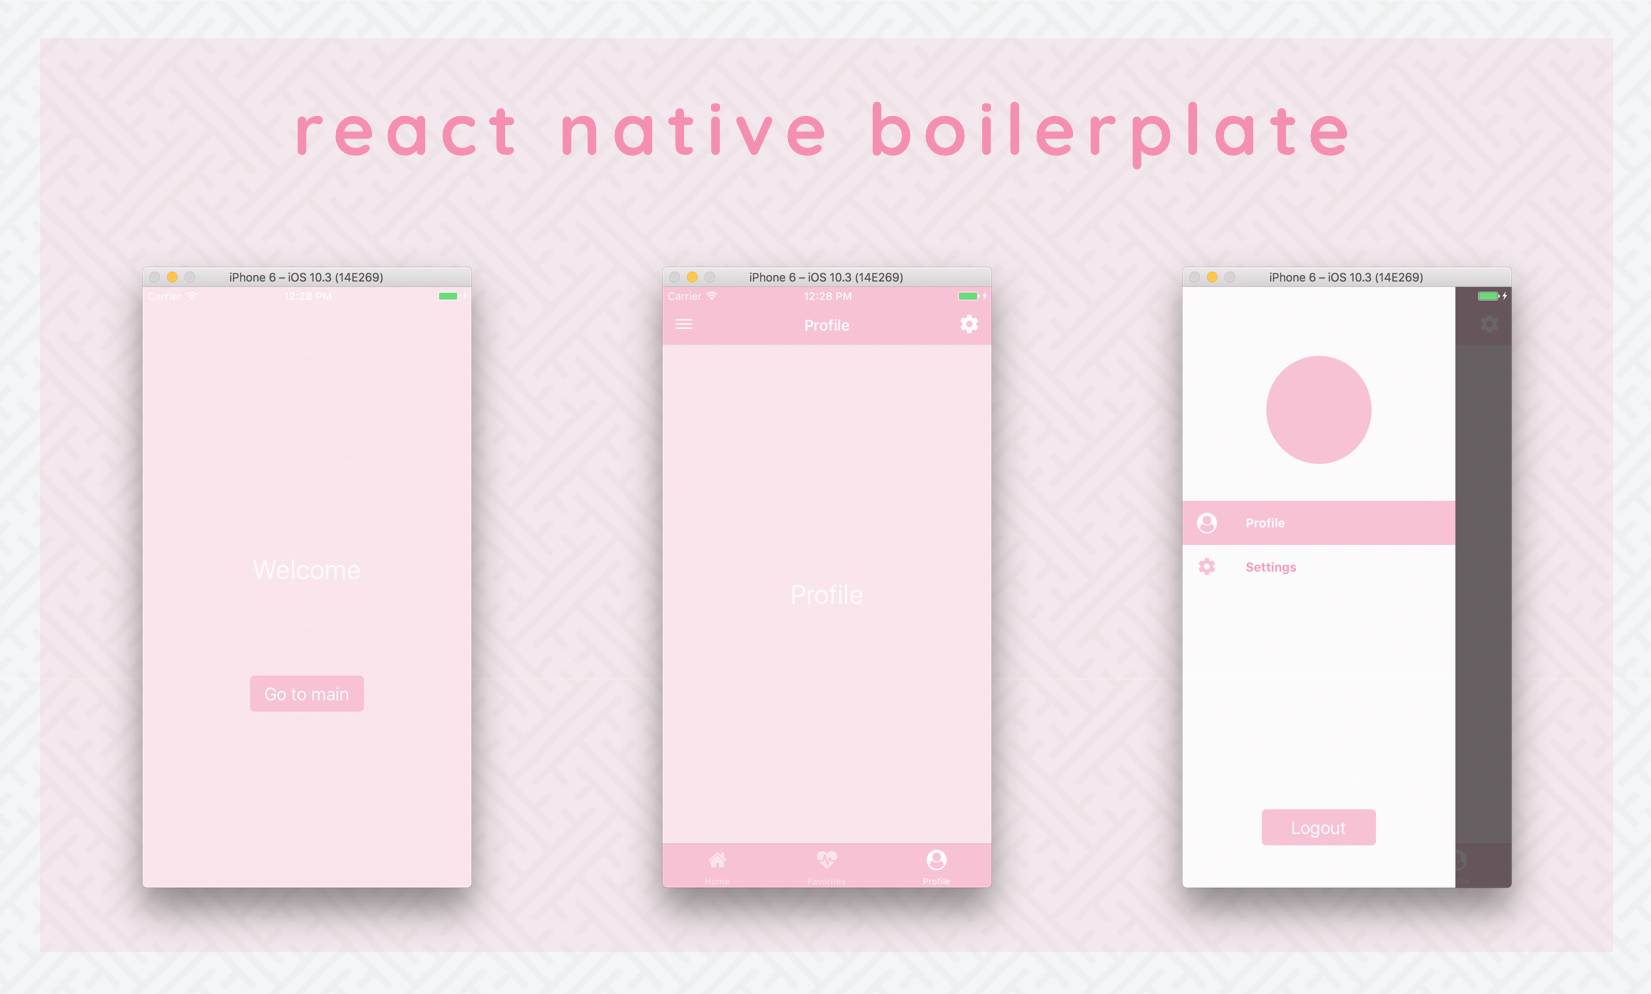 react native boilerplate
iPhone 6 – iOS 10.3 (14E269)
Carrier
12:28 PM
Welcome
Go to main
iPhone 6 – iOS 10.3 (14E269)
Carrier
12:28 PM
Profile
Profile
Home
Favorites
Profile
iPhone 6 – iOS 10.3 (14E269)
Profile
Settings
Logout